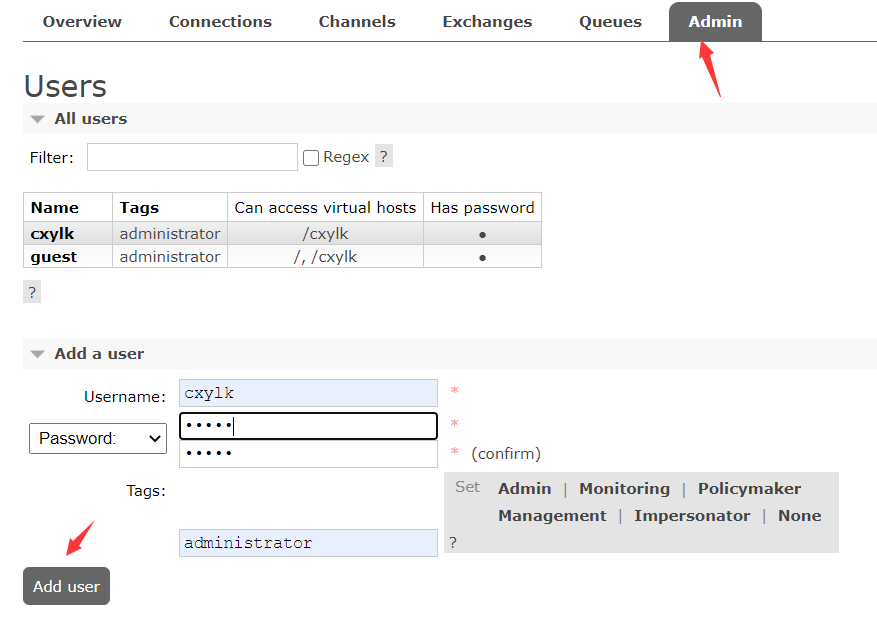 Overview Connections Channels Exchanges Queues Admin
Users
All users
Filter: Regex ?
Name Tags Can access virtual hosts Has password
cxylk administrator /cxylk ●
guest administrator /, /cxylk ●
?
Add a user
Username: cxylk *
Password: ••••• *
••••• * (confirm)
Tags: Set Admin | Monitoring | Policymaker
Management | Impersonator | None
administrator ?
Add user